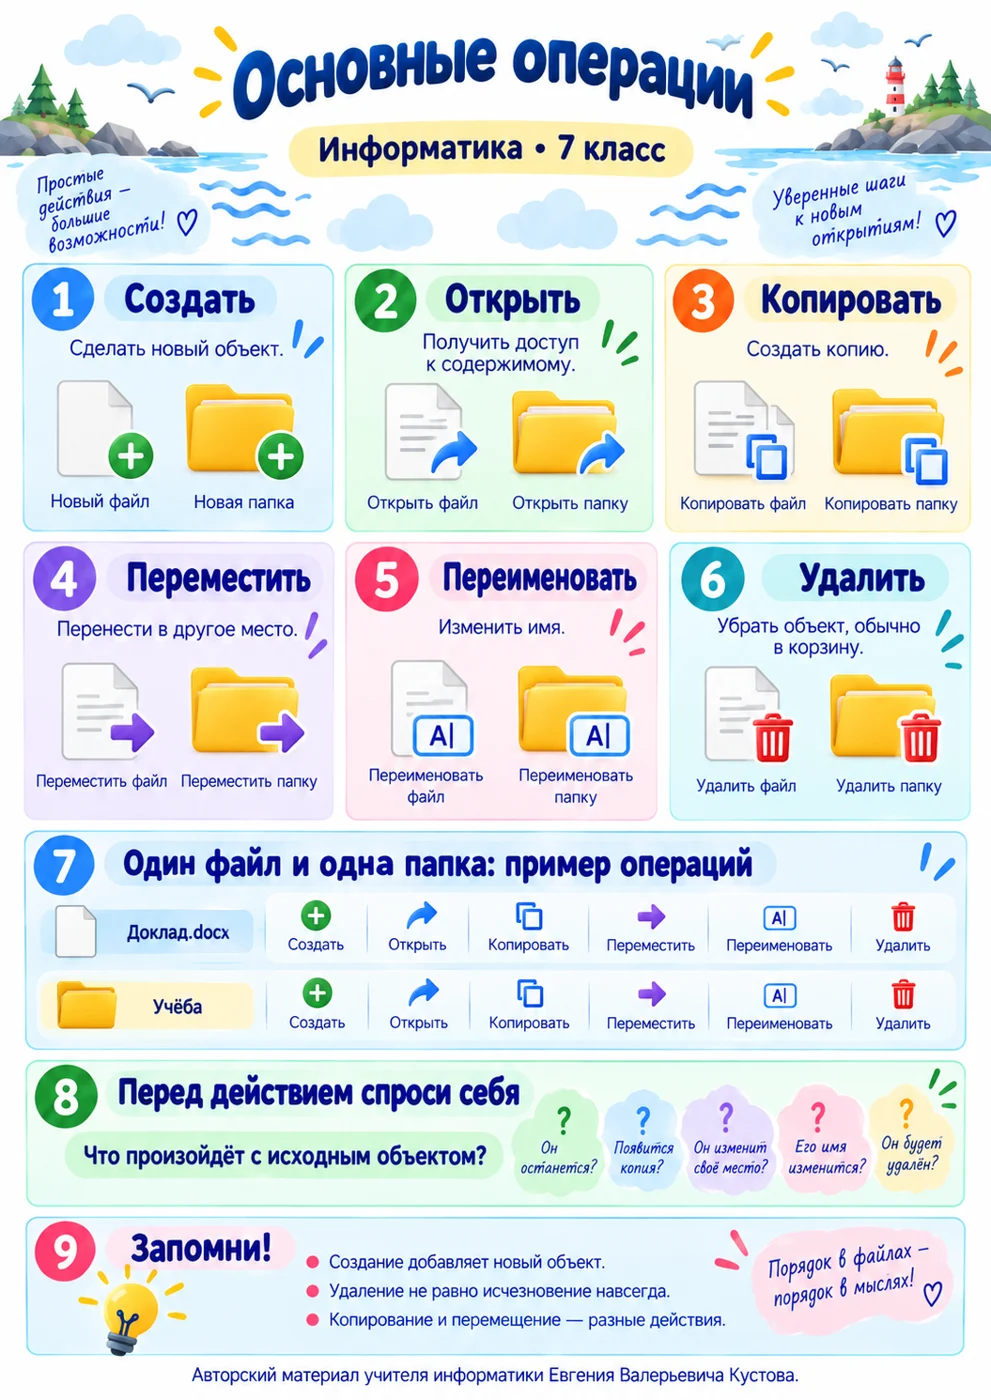 Основные операции
Информатика • 7 класс
Простые
действия –
большие
возможности!
Уверенные шаги
к новым
открытиям!
1 Создать
Сделать новый объект.
Новый файл
Новая папка
2 Открыть
Получить доступ
к содержимому.
Открыть файл
Открыть папку
3 Копировать
Создать копию.
Копировать файл
Копировать папку
4 Переместить
Перенести в другое место.
Переместить файл
Переместить папку
5 Переименовать
Изменить имя.
A|
A|
Переименовать
файл
Переименовать
папку
6 Удалить
Убрать объект, обычно
в корзину.
Удалить файл
Удалить папку
7 Один файл и одна папка: пример операций
Доклад.docx
Создать
Открыть
Копировать
Переместить
A|
Переименовать
Удалить
Учёба
Создать
Открыть
Копировать
Переместить
A|
Переименовать
Удалить
8 Перед действием спроси себя
Что произойдёт с исходным объектом?
?
Он
останется?
?
Появится
копия?
?
Он изменит
своё место?
?
Его имя
изменится?
?
Он будет
удалён?
9 Запомни!
Создание добавляет новый объект.
Удаление не равно исчезновение навсегда.
Копирование и перемещение — разные действия.
Порядок в файлах –
порядок в мыслях!
Авторский материал учителя информатики Евгения Валерьевича Кустова.